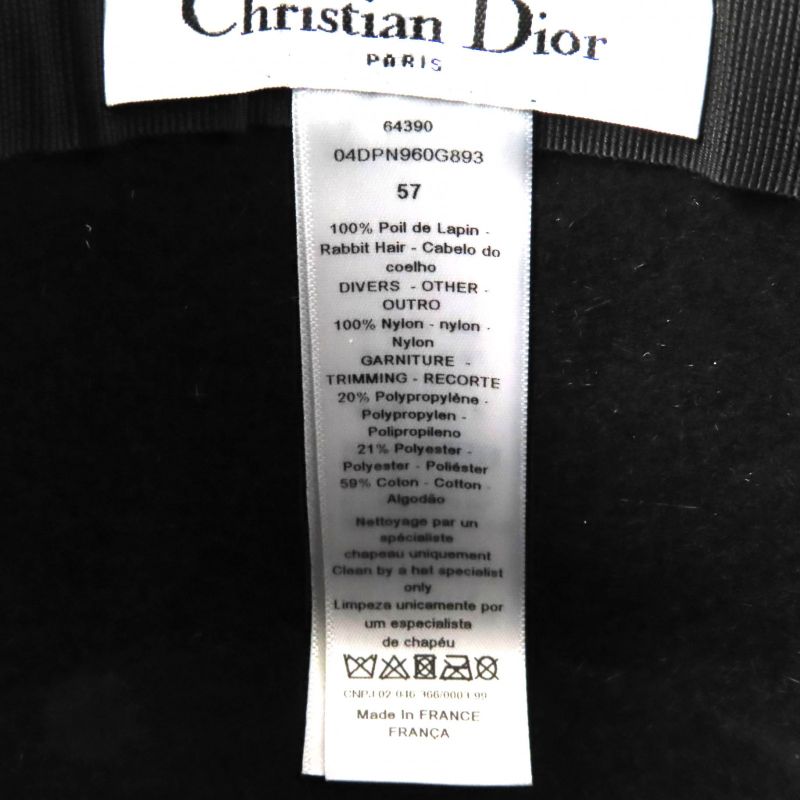 Christian Dior
PARIS
64390
04DPN960G893
57
100% Poil de Lapin -
Rabbit Hair - Cabelo do
coelho
DIVERS - OTHER -
OUTRO
100% Nylon - nylon -
Nylon
GARNITURE -
TRIMMING - RECORTE
20% Polypropylène -
Polypropylen -
Polipropileno
21% Polyester -
Polyester - Poliéster
59% Coton - Cotton -
Algodão
Nettoyage par un
spécialiste
chapeau uniquement
Clean by a hat specialist
only
Limpeza unicamente por
um especialista
de chapéu
CNPJ 02.046
Made in FRANCE
FRANÇA